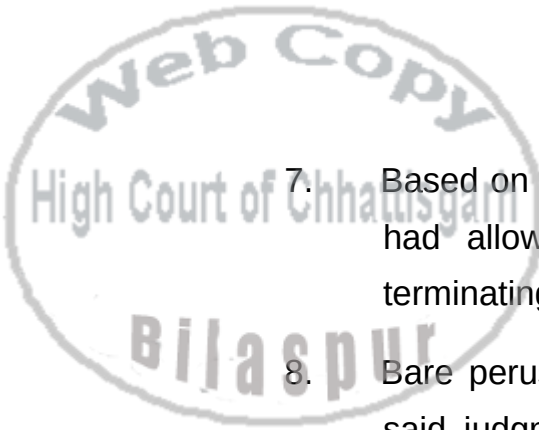 Web Copy
7. Based on
High Court of Chhattisgarh
had allow
terminating
Bilaspur
8. Bare peru
said judgm